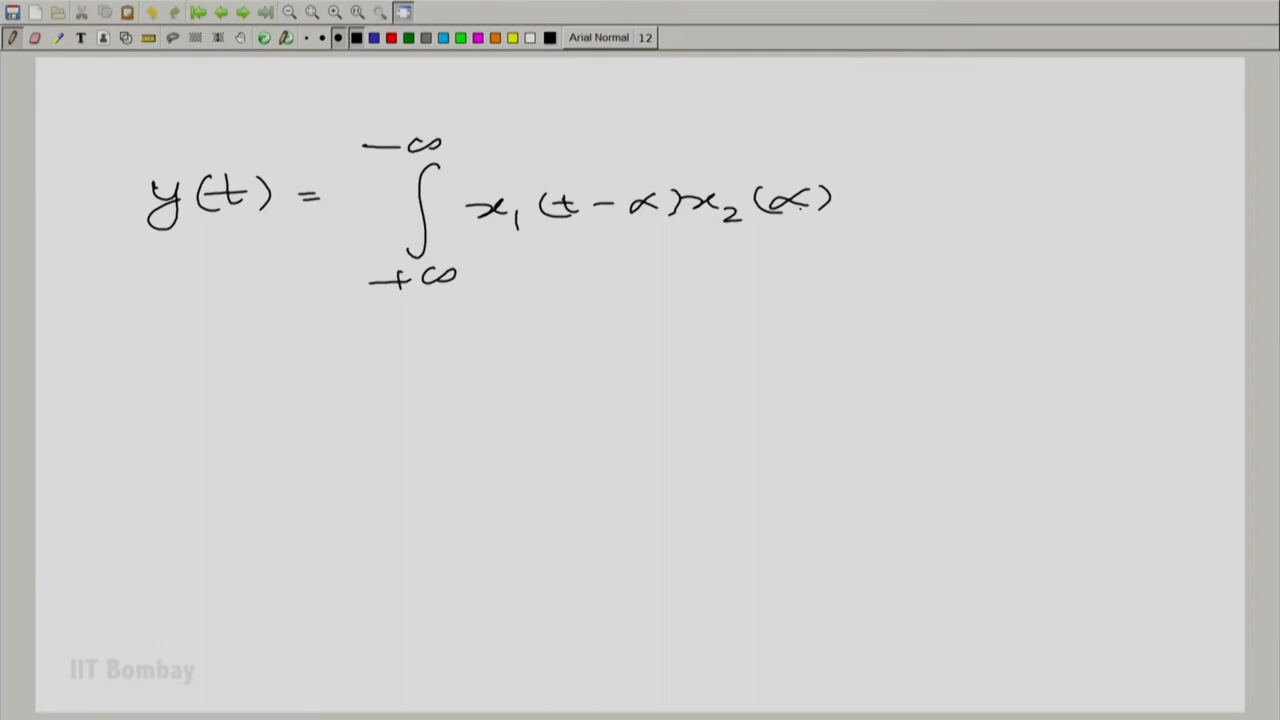 Arial Normal 12
y(t) = ∫_{+∞}^{-∞} x₁(t - α) x₂(α)
IIT Bombay